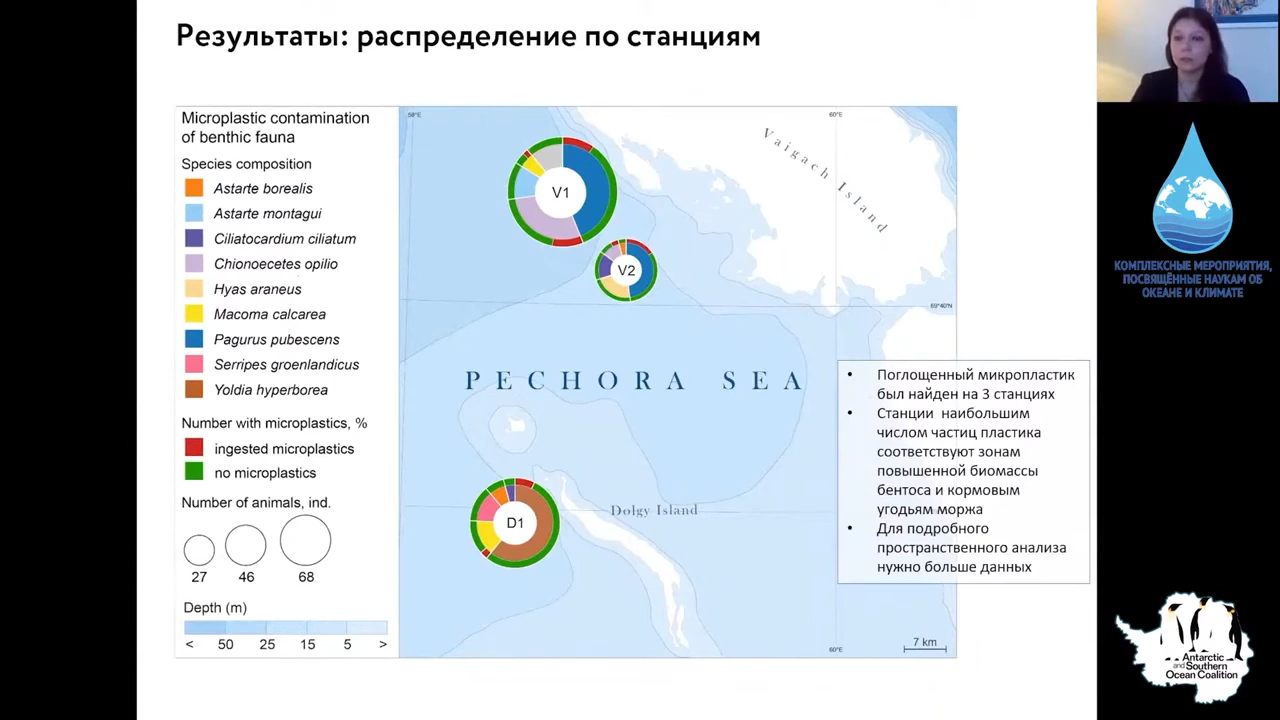 Результаты: распределение по станциям
Microplastic contamination
of benthic fauna
Species composition
Astarte borealis
Astarte montagui
Ciliatocardium ciliatum
Chionoecetes opilio
Hyas araneus
Macoma calcarea
Pagurus pubescens
Serripes groenlandicus
Yoldia hyperborea
Number with microplastics, %
ingested microplastics
no microplastics
Number of animals, ind.
27 46 68
Depth (m)
< 50 25 15 5 >
60°E
Vaigach Island
V1
V2
69°40'N
PECHORA SEA
D1
Dolgy Island
60°E
7 km
• Поглощенный микропластик
был найден на 3 станциях
• Станции наибольшим
числом частиц пластика
соответствуют зонам
повышенной биомассы
бентоса и кормовым
угодьям моржа
• Для подробного
пространственного анализа
нужно больше данных
КОМПЛЕКСНЫЕ МЕРОПРИЯТИЯ,
ПОСВЯЩЁННЫЕ НАУКАМ ОБ
ОКЕАНЕ И КЛИМАТЕ
Antarctic
and Southern
Ocean Coalition